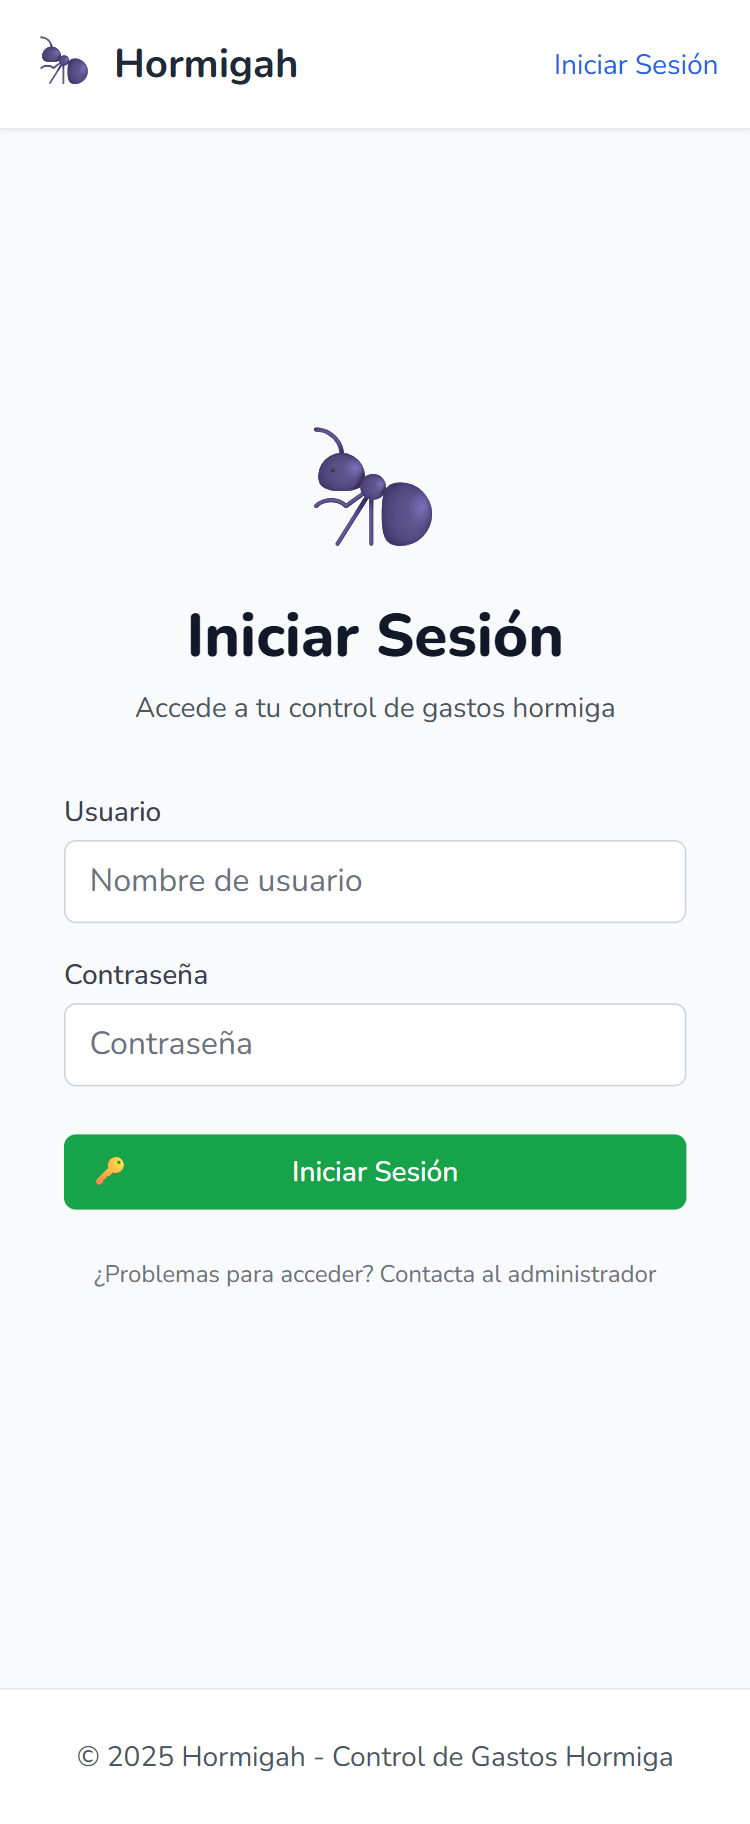 Hormigah
Iniciar Sesión
Iniciar Sesión
Accede a tu control de gastos hormiga
Usuario
Nombre de usuario
Contraseña
Contraseña
Iniciar Sesión
¿Problemas para acceder? Contacta al administrador
© 2025 Hormigah - Control de Gastos Hormiga